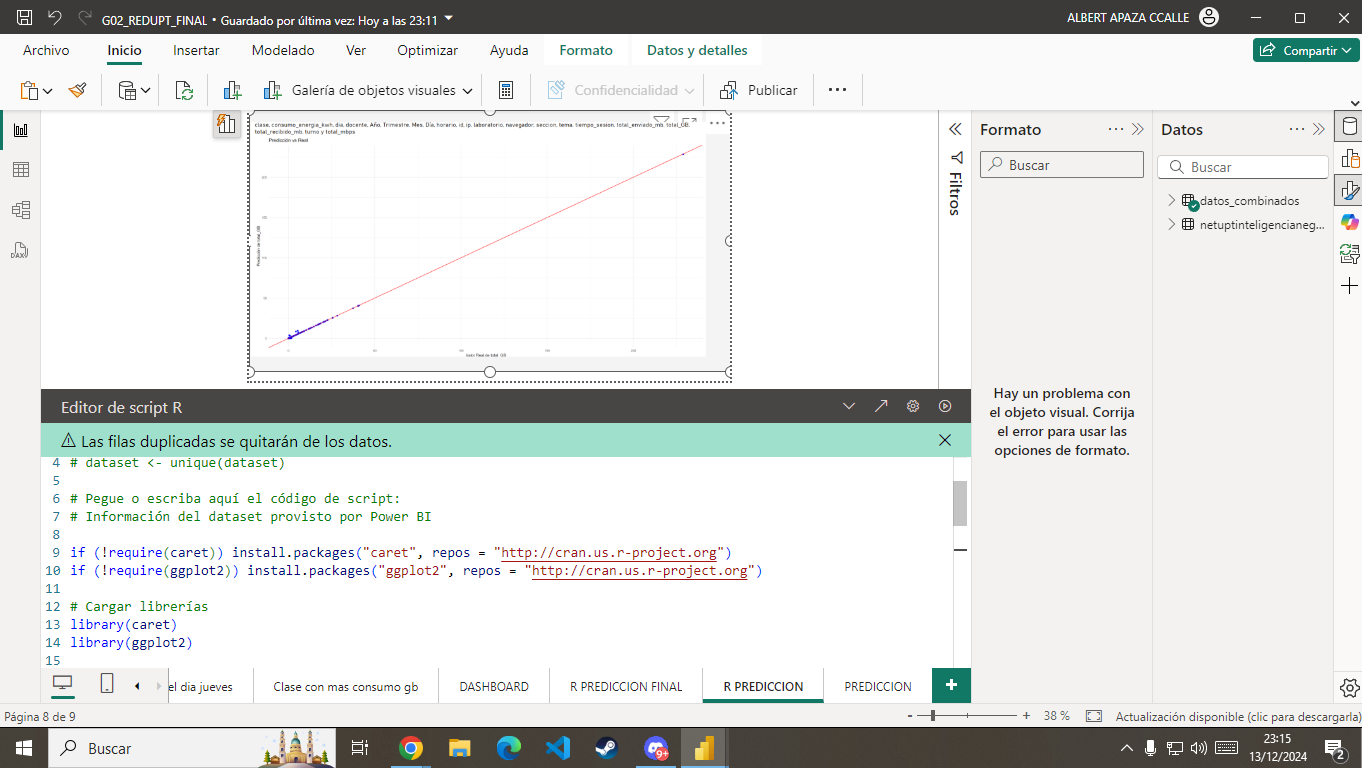 G02_REDUPT_FINAL • Guardado por última vez: Hoy a las 23:11
ALBERT APAZA CCALLE
Archivo
Inicio
Insertar
Modelado
Ver
Optimizar
Ayuda
Formato
Datos y detalles
Compartir
Galería de objetos visuales
Confidencialidad
Publicar
clase, consumo_energia_kwh, dia, docente, Año, Trimestre, Mes, Día, horario, id, ip, laboratorio, navegador, seccion, tema, tiempo_sesion, total_enviado_mb, total_GB,
total_recibido_mb, turno y total_mbps
Predicción vs Real
Filtros
Formato
Buscar
Hay un problema con
el objeto visual. Corrija
el error para usar las
opciones de formato.
Datos
Buscar
datos_combinados
netuptinteligencianeg...
DAX
Editor de script R
Las filas duplicadas se quitarán de los datos.
4 # dataset <- unique(dataset)
5
6 # Pegue o escriba aquí el código de script:
7 # Información del dataset provisto por Power BI
8
9 if (!require(caret)) install.packages("caret", repos = "http://cran.us.r-project.org")
10 if (!require(ggplot2)) install.packages("ggplot2", repos = "http://cran.us.r-project.org")
11
12 # Cargar librerías
13 library(caret)
14 library(ggplot2)
15
el dia jueves
Clase con mas consumo gb
DASHBOARD
R PREDICCION FINAL
R PREDICCION
PREDICCION
Página 8 de 9
38 %
Actualización disponible (clic para descargarla)
Buscar
9+
23:15
13/12/2024
2